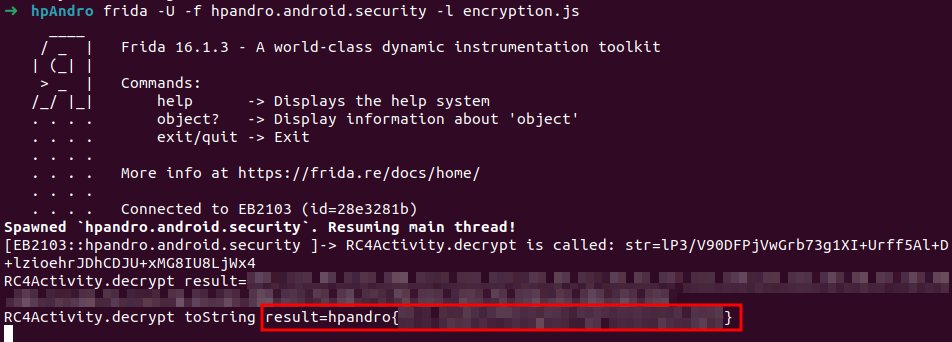 ➜ hpAndro frida -U -f hpandro.android.security -l encryption.js
     ____
    / _  |   Frida 16.1.3 - A world-class dynamic instrumentation toolkit
   | (_| |
    > _  |   Commands:
   /_/ |_|       help      -> Displays the help system
   . . . .       object?   -> Display information about 'object'
   . . . .       exit/quit -> Exit
   . . . .
   . . . .   More info at https://frida.re/docs/home/
   . . . .
   . . . .   Connected to EB2103 (id=28e3281b)
Spawned `hpandro.android.security`. Resuming main thread!
[EB2103::hpandro.android.security ]-> RC4Activity.decrypt is called: str=lP3/V90DFPjVwGrb73g1XI+Urff5Al+D
+lzioehrJDhCDJU+xMG8IU8LjWx4
RC4Activity.decrypt result=
RC4Activity.decrypt toString result=hpandro{ }